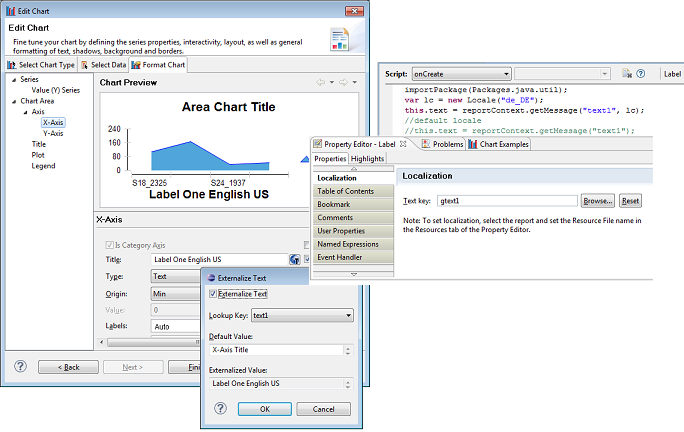 Edit Chart
Edit Chart
Fine tune your chart by defining the series properties, interactivity, layout, as well as general
formatting of text, shadows, background and borders.
Select Chart Type
Select Data
Format Chart
Series
Value (Y) Series
Chart Area
Axis
X-Axis
Y-Axis
Title
Plot
Legend
Chart Preview
Area Chart Title
240
160
80
0
S18_2325
S24_1937
Label One English US
X-Axis
Is Category Axis
Title:
Label One English US
Type:
Text
Origin:
Min
Value:
0
Labels:
Auto
< Back
Next >
Externalize Text
Externalize Text
Lookup Key:
text1
Default Value:
X-Axis Title
Externalized Value:
Label One English US
OK
Cancel
Script:
onCreate
Label
importPackage(Packages.java.util);
var lc = new Locale("de_DE");
this.text = reportContext.getMessage("text1", lc);
//default locale
//this.text = reportContext.getMessage("text1");
Property Editor - Label
Problems
Chart Examples
Properties
Highlights
Localization
Table of Contents
Bookmark
Comments
User Properties
Named Expressions
Event Handler
Localization
Text key:
gtext1
Browse...
Reset
Note: To set localization, select the report and set the Resource File name in
the Resources tab of the Property Editor.